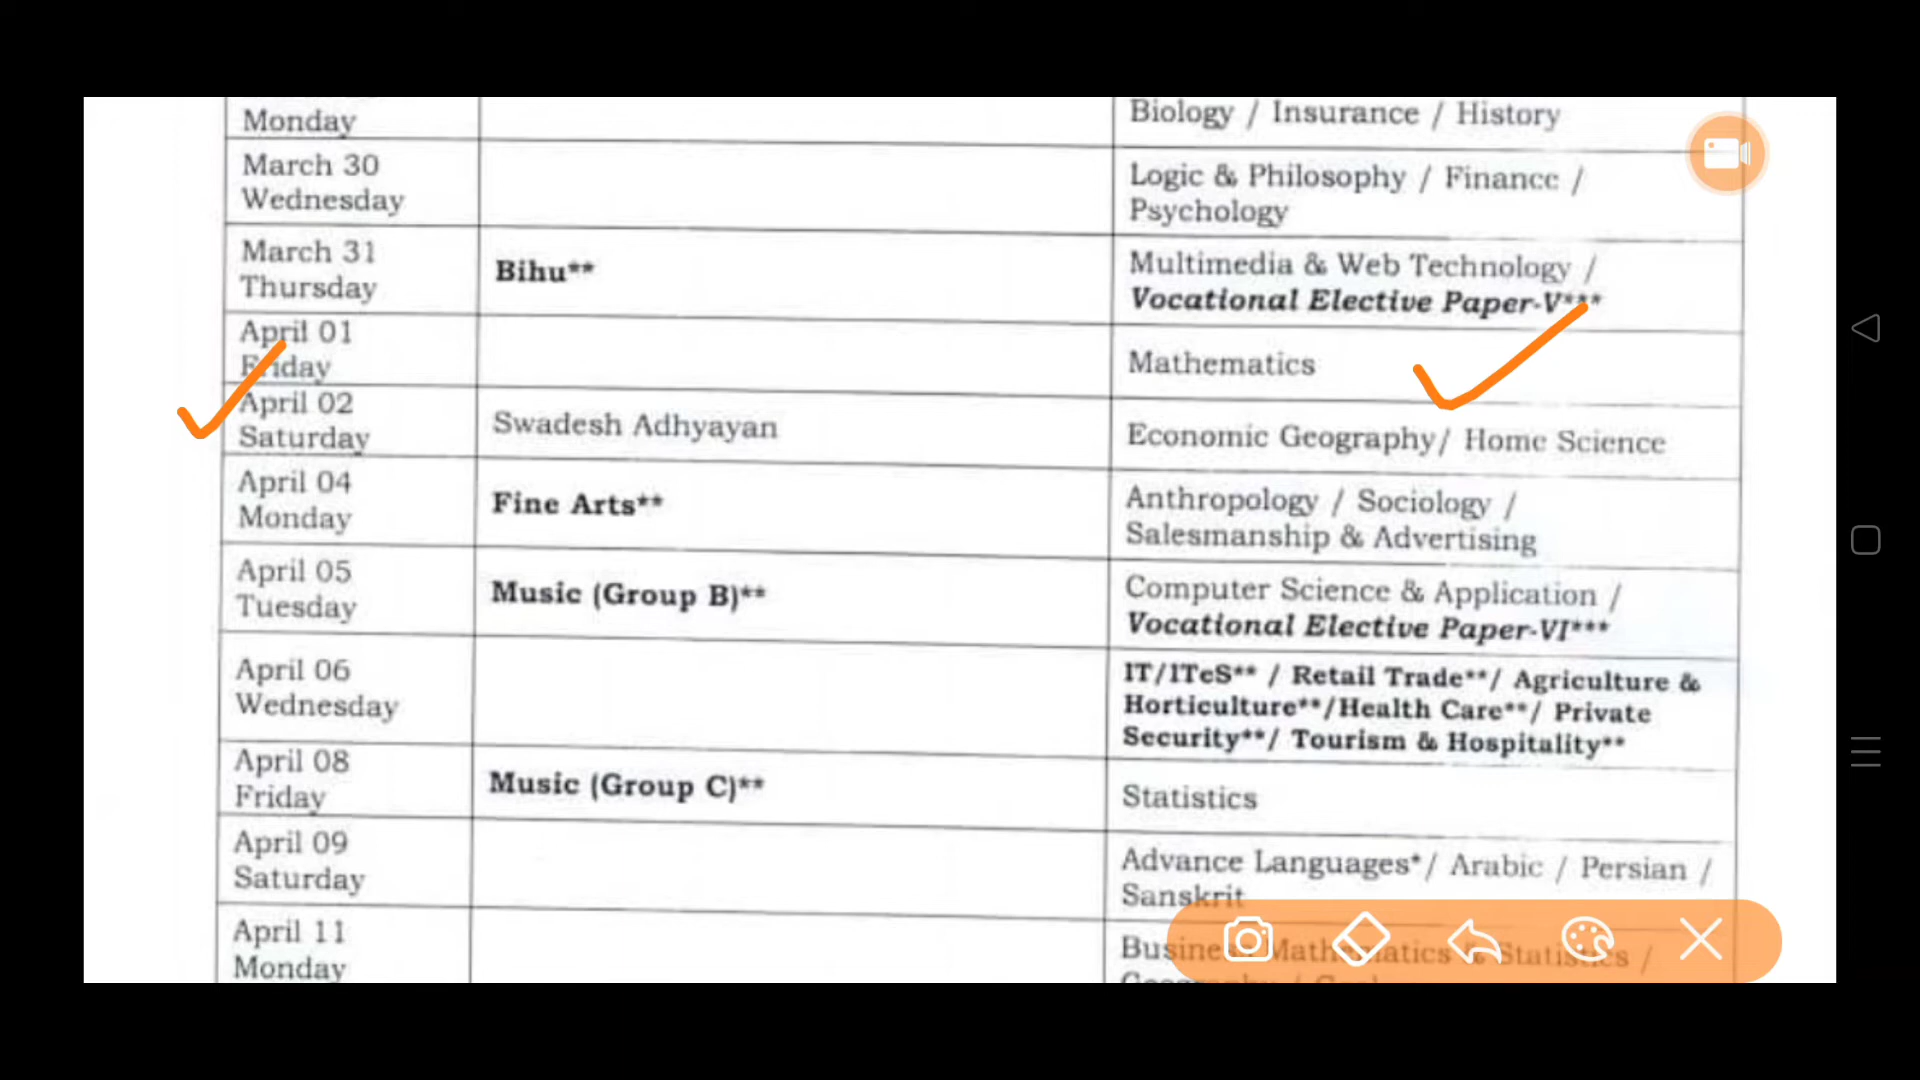 Monday
Biology / Insurance / History
March 30
Wednesday
Logic & Philosophy / Finance /
Psychology
March 31
Thursday
Bihu**
Multimedia & Web Technology /
Vocational Elective Paper-V***
April 01
Friday
Mathematics
April 02
Saturday
Swadesh Adhyayan
Economic Geography/ Home Science
April 04
Monday
Fine Arts**
Anthropology / Sociology /
Salesmanship & Advertising
April 05
Tuesday
Music (Group B)**
Computer Science & Application /
Vocational Elective Paper-VI***
April 06
Wednesday
IT/ITeS** / Retail Trade**/ Agriculture &
Horticulture**/Health Care**/ Private
Security**/ Tourism & Hospitality**
April 08
Friday
Music (Group C)**
Statistics
April 09
Saturday
Advance Languages*/ Arabic / Persian /
Sanskrit
April 11
Monday
Business Mathematics & Statistics /